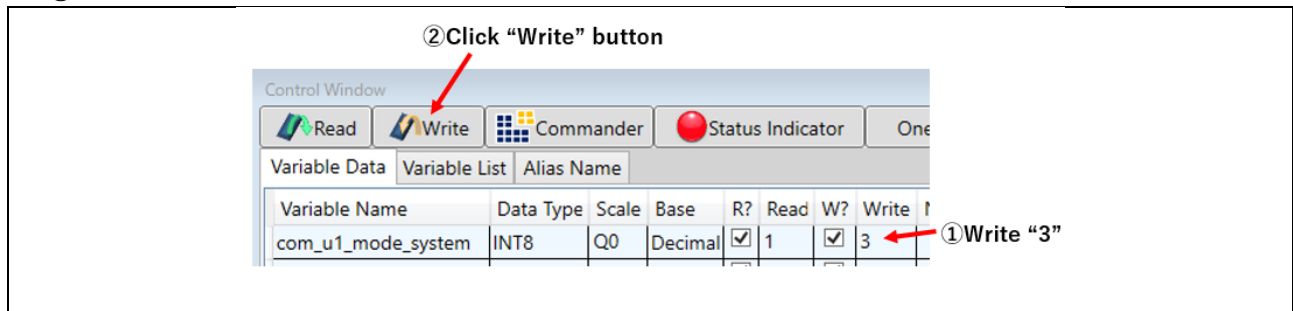 ②Click “Write” button
Control Window
Read Write Commander Status Indicator
Variable Data Variable List Alias Name
Variable Name Data Type Scale Base R? Read W? Write
com_u1_mode_system INT8 Q0 Decimal 1 3
①Write “3”